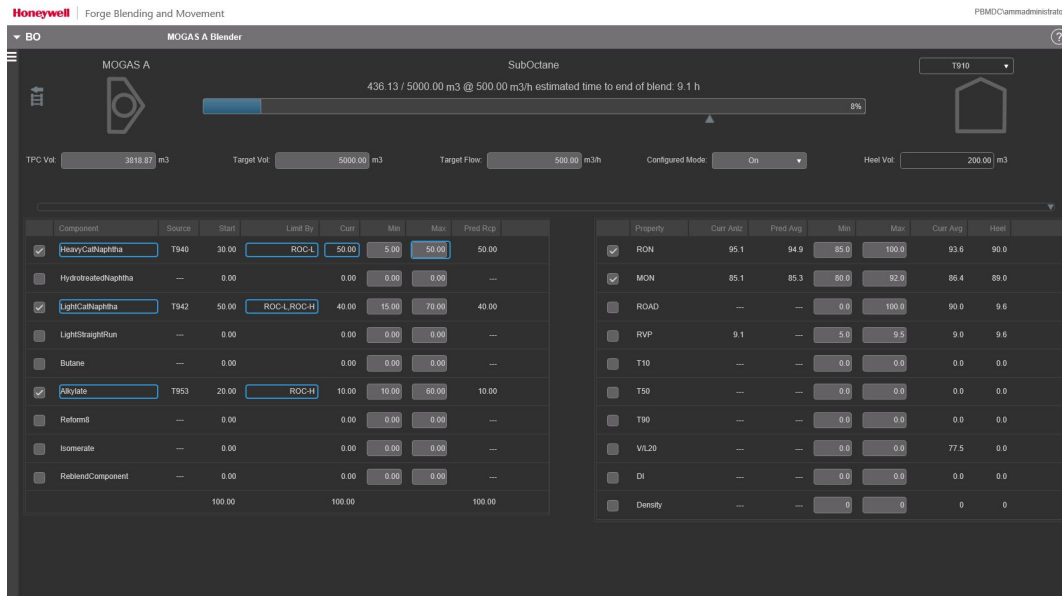 Honeywell | Forge Blending and Movement PBMDC\ammadministrato
BO MOGAS A Blender ?
MOGAS A SubOctane T910
436.13 / 5000.00 m3 @ 500.00 m3/h estimated time to end of blend: 9.1 h
8%
TPC Vol: 3818.87 m3 Target Vol: 5000.00 m3 Target Flow: 500.00 m3/h Configured Mode: On Heel Vol: 200.00 m3
Component Source Start Limit By Curr Min Max Pred Rcp
HeavyCatNaphtha T940 30.00 ROC-L 50.00 5.00 50.00 50.00
HydrotreatedNaphtha --- 0.00 0.00 0.00 0.00 ---
LightCatNaphtha T942 50.00 ROC-L,ROC-H 40.00 15.00 70.00 40.00
LightStraightRun --- 0.00 0.00 0.00 0.00 ---
Butane --- 0.00 0.00 0.00 0.00 ---
Alkylate T953 20.00 ROC-H 10.00 10.00 60.00 10.00
Reform8 --- 0.00 0.00 0.00 0.00 ---
Isomerate --- 0.00 0.00 0.00 0.00 ---
ReblendComponent --- 0.00 0.00 0.00 0.00 ---
100.00 100.00 100.00
Property Curr Anlz Pred Avg Min Max Curr Avg Heel
RON 95.1 94.9 85.0 100.0 93.6 90.0
MON 85.1 85.3 80.0 92.0 86.4 89.0
ROAD --- --- 0.0 100.0 90.0 9.6
RVP 9.1 --- 5.0 9.5 9.0 9.6
T10 --- --- 0.0 0.0 0.0 0.0
T50 --- --- 0.0 0.0 0.0 0.0
T90 --- --- 0.0 0.0 0.0 0.0
V/L20 --- --- 0.0 0.0 77.5 0.0
DI --- --- 0.0 0.0 0.0 0.0
Density --- --- 0 0 0 0